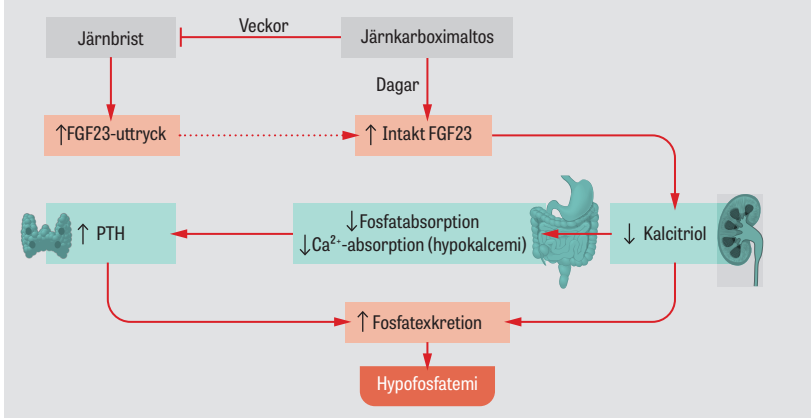 Järnbrist
Veckor
Järnkarboximaltos
Dagar
↑FGF23-uttryck
↑ Intakt FGF23
↑ PTH
↓Fosfatabsorption
↓Ca²⁺-absorption (hypokalcemi)
↓ Kalcitriol
↑ Fosfatexkretion
Hypofosfatemi